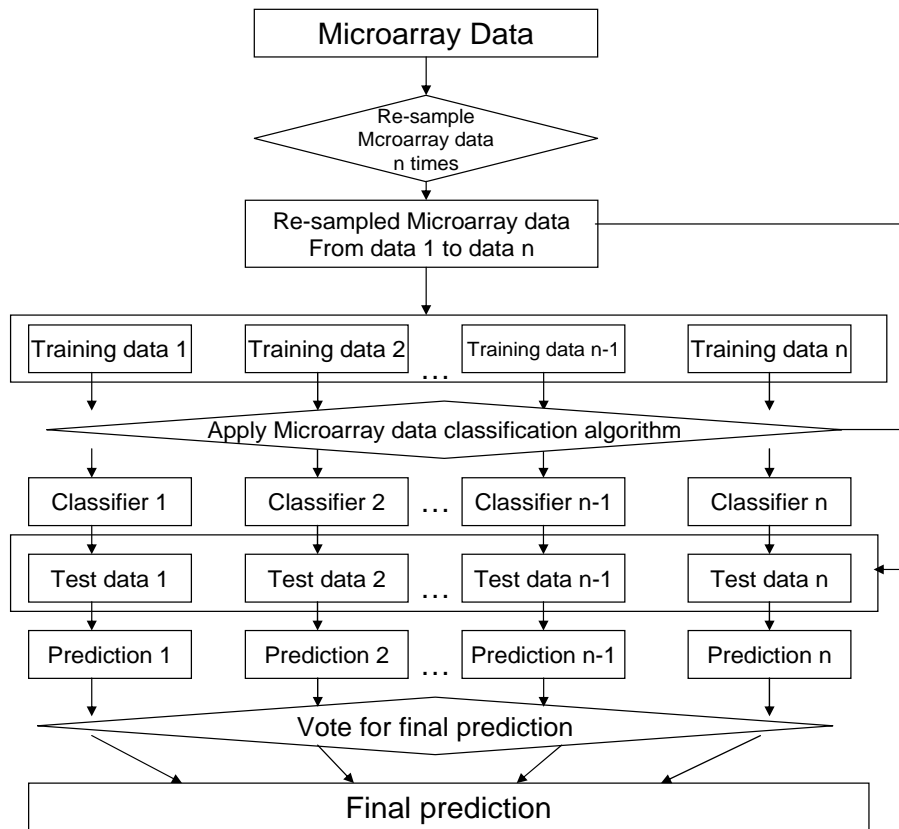 Microarray Data
Re-sample
Mcroarray data
n times
Re-sampled Microarray data
From data 1 to data n
Training data 1 Training data 2 ... Training data n-1 Training data n
Apply Microarray data classification algorithm
Classifier 1 Classifier 2 ... Classifier n-1 Classifier n
Test data 1 Test data 2 ... Test data n-1 Test data n
Prediction 1 Prediction 2 ... Prediction n-1 Prediction n
Vote for final prediction
Final prediction